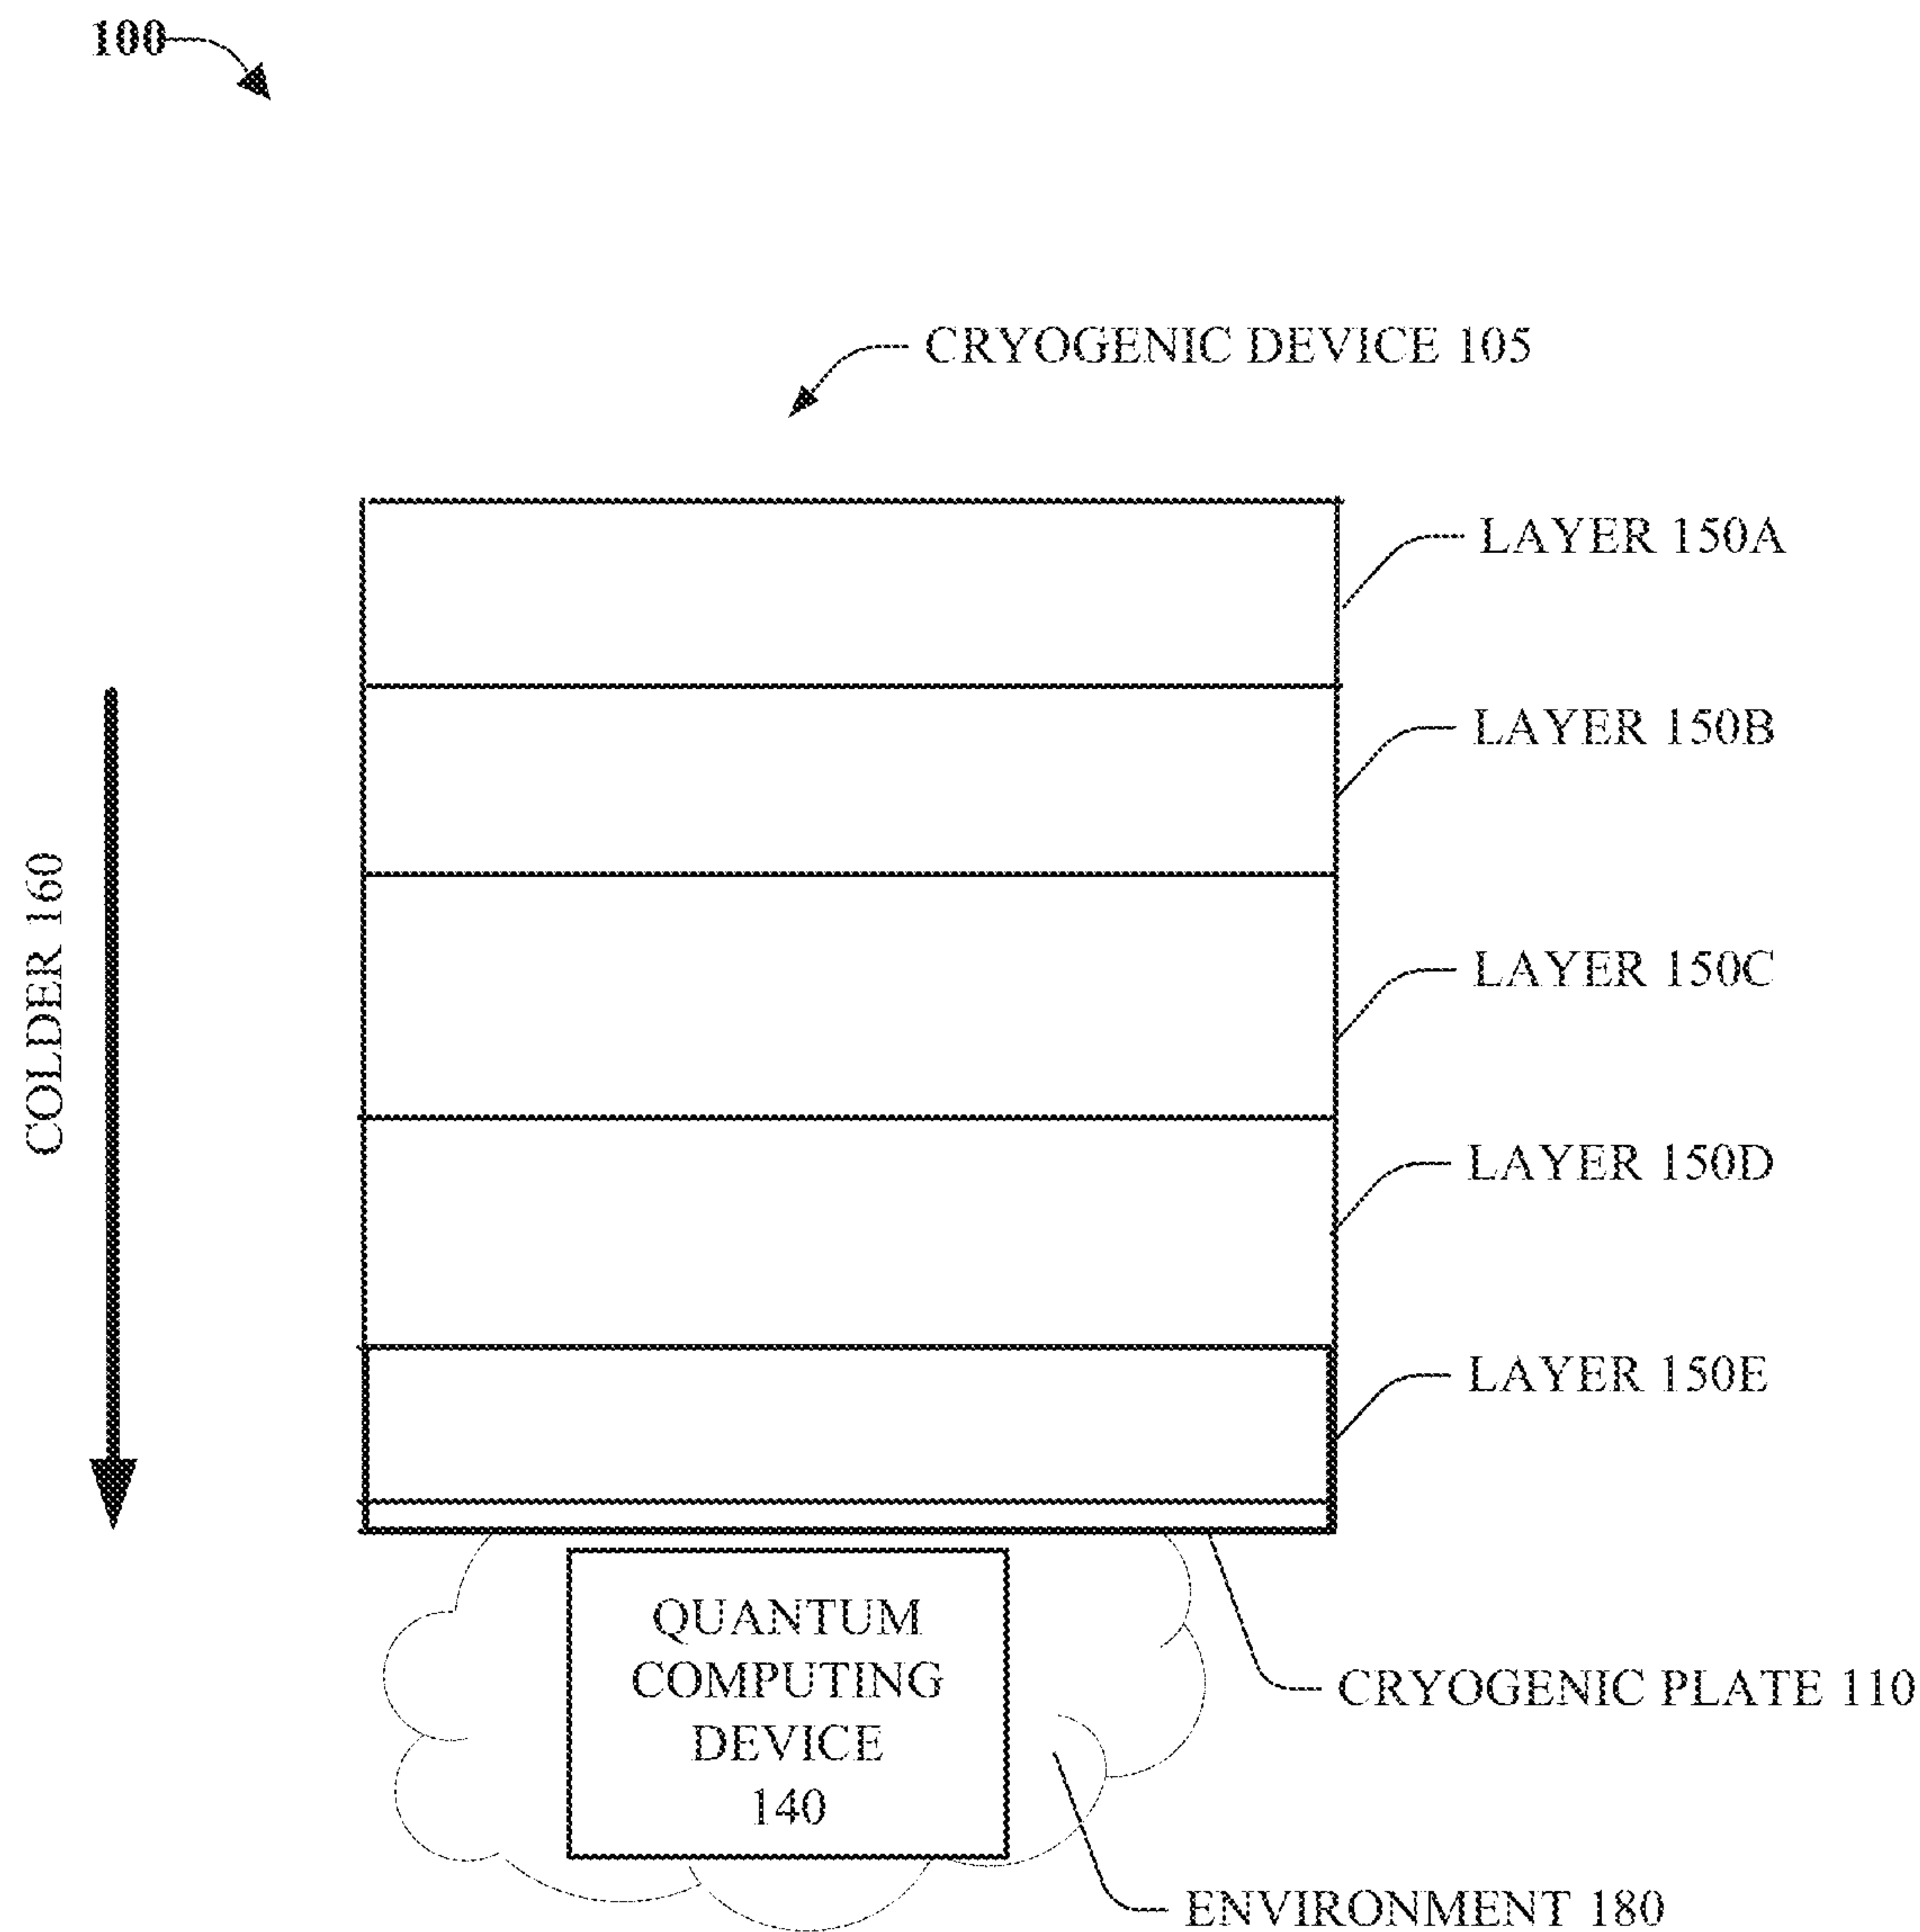 100
CRYOGENIC DEVICE 105
LAYER 150A
LAYER 150B
COLDER 160
LAYER 150C
LAYER 150D
LAYER 150E
QUANTUM
COMPUTING
DEVICE
140
CRYOGENIC PLATE 110
ENVIRONMENT 180